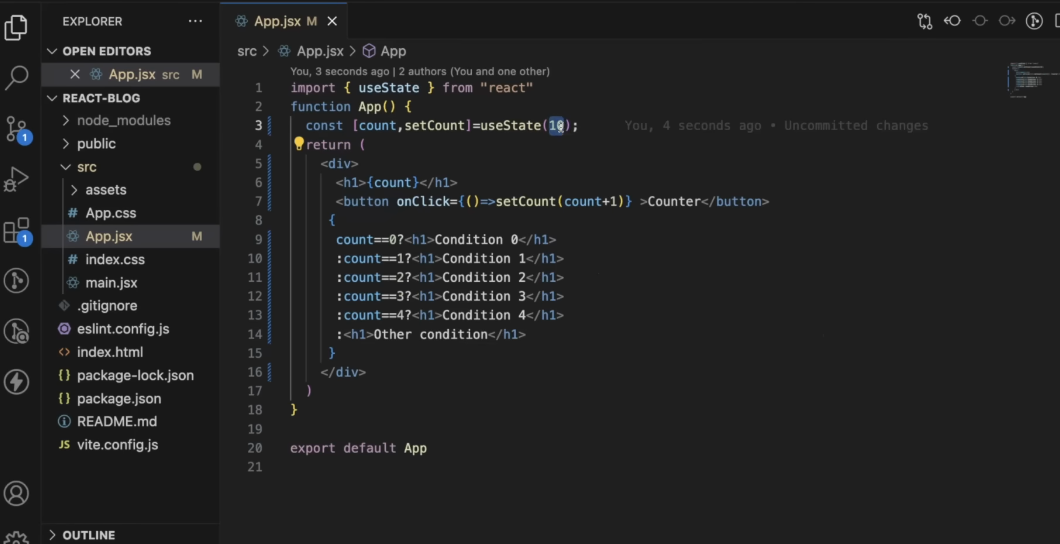 EXPLORER
...
OPEN EDITORS
App.jsx src M
REACT-BLOG
node_modules
public
src
assets
# App.css
App.jsx M
# index.css
main.jsx
.gitignore
eslint.config.js
<> index.html
{} package-lock.json
{} package.json
README.md
JS vite.config.js
OUTLINE
1
1
App.jsx M
src > App.jsx > App
You, 3 seconds ago | 2 authors (You and one other)
1 import { useState } from "react"
2 function App() {
3 const [count,setCount]=useState(10); You, 4 seconds ago • Uncommitted changes
4 return (
5 <div>
6 <h1>{count}</h1>
7 <button onClick={()=>setCount(count+1)} >Counter</button>
8 {
9 count==0?<h1>Condition 0</h1>
10 :count==1?<h1>Condition 1</h1>
11 :count==2?<h1>Condition 2</h1>
12 :count==3?<h1>Condition 3</h1>
13 :count==4?<h1>Condition 4</h1>
14 :<h1>Other condition</h1>
15 }
16 </div>
17 )
18 }
19
20 export default App
21